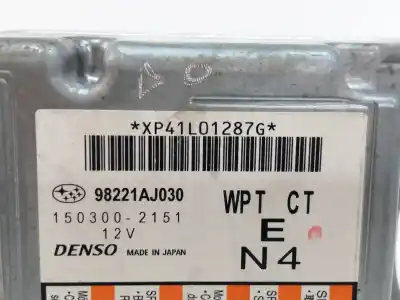 *XP41L01287G*
98221AJ030
WPT CT
150300-2151
E
12V
DENSO MADE IN JAPAN
N4